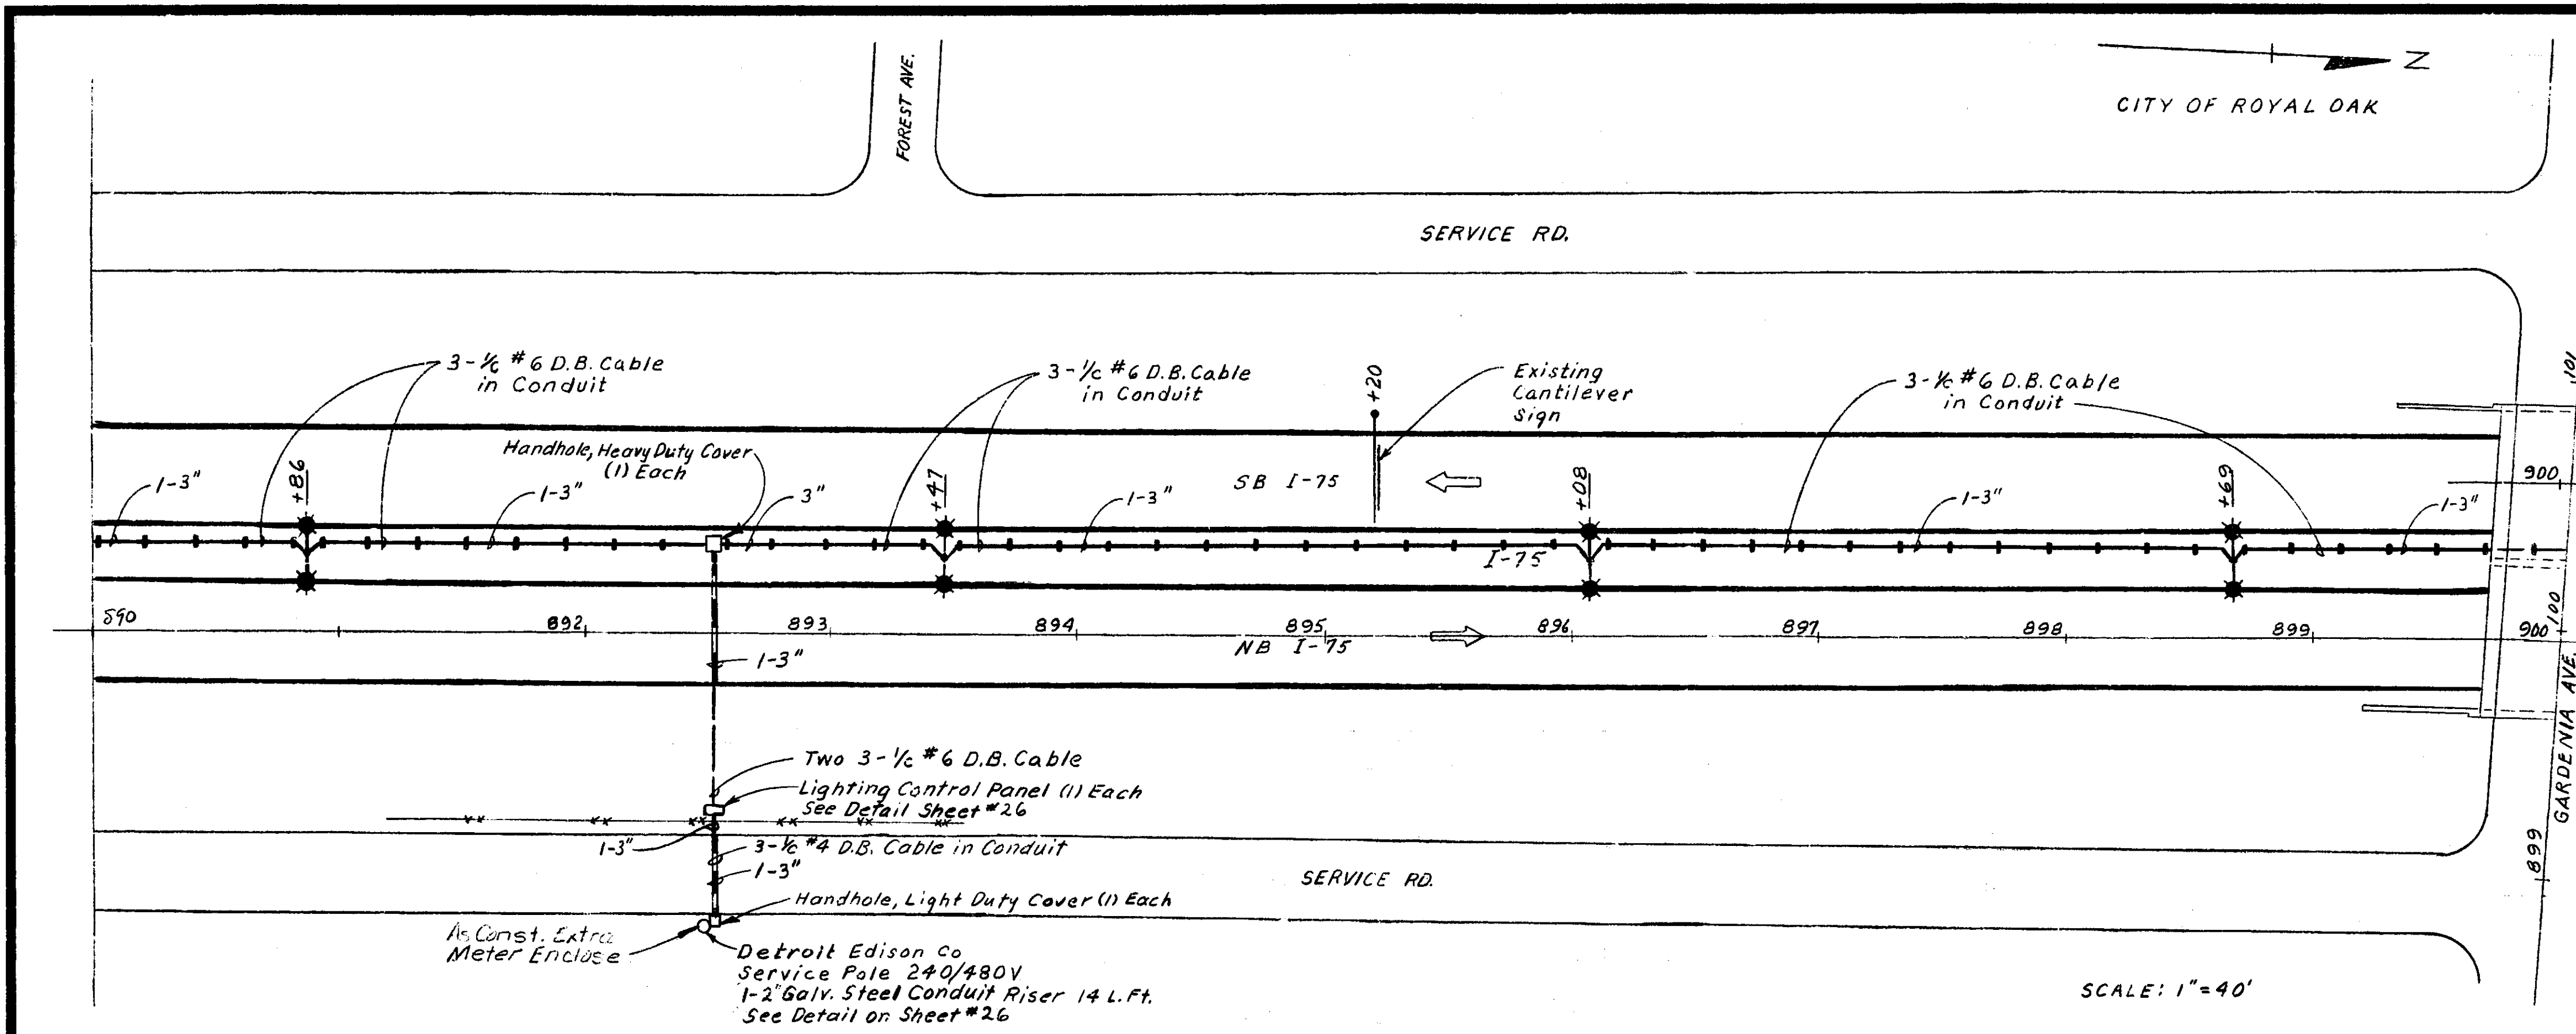 FOREST AVE.
N
CITY OF ROYAL OAK
SERVICE RD.
3-1/c #6 D.B. Cable
in Conduit
3-1/c #6 D.B. Cable
in Conduit
Existing
Cantilever
Sign
+20
3-1/c #6 D.B. Cable
in Conduit
101
Handhole, Heavy Duty Cover
(1) Each
1-3"
+86
1-3"
3"
+47
1-3"
SB I-75
+08
1-3"
+69
1-3"
900
I-75
890
892
893
894
895
896
897
898
899
900
100
NB I-75
1-3"
GARDENIA AVE.
Two 3-1/c #6 D.B. Cable
Lighting Control Panel (1) Each
See Detail Sheet #26
1-3"
3-1/c #4 D.B. Cable in Conduit
1-3"
SERVICE RD.
899
Handhole, Light Duty Cover (1) Each
As Const. Extra
Meter Enclose
Detroit Edison Co
Service Pole 240/480V
1-2" Galv. Steel Conduit Riser 14 L.Ft.
See Detail on Sheet #26
SCALE: 1"=40'